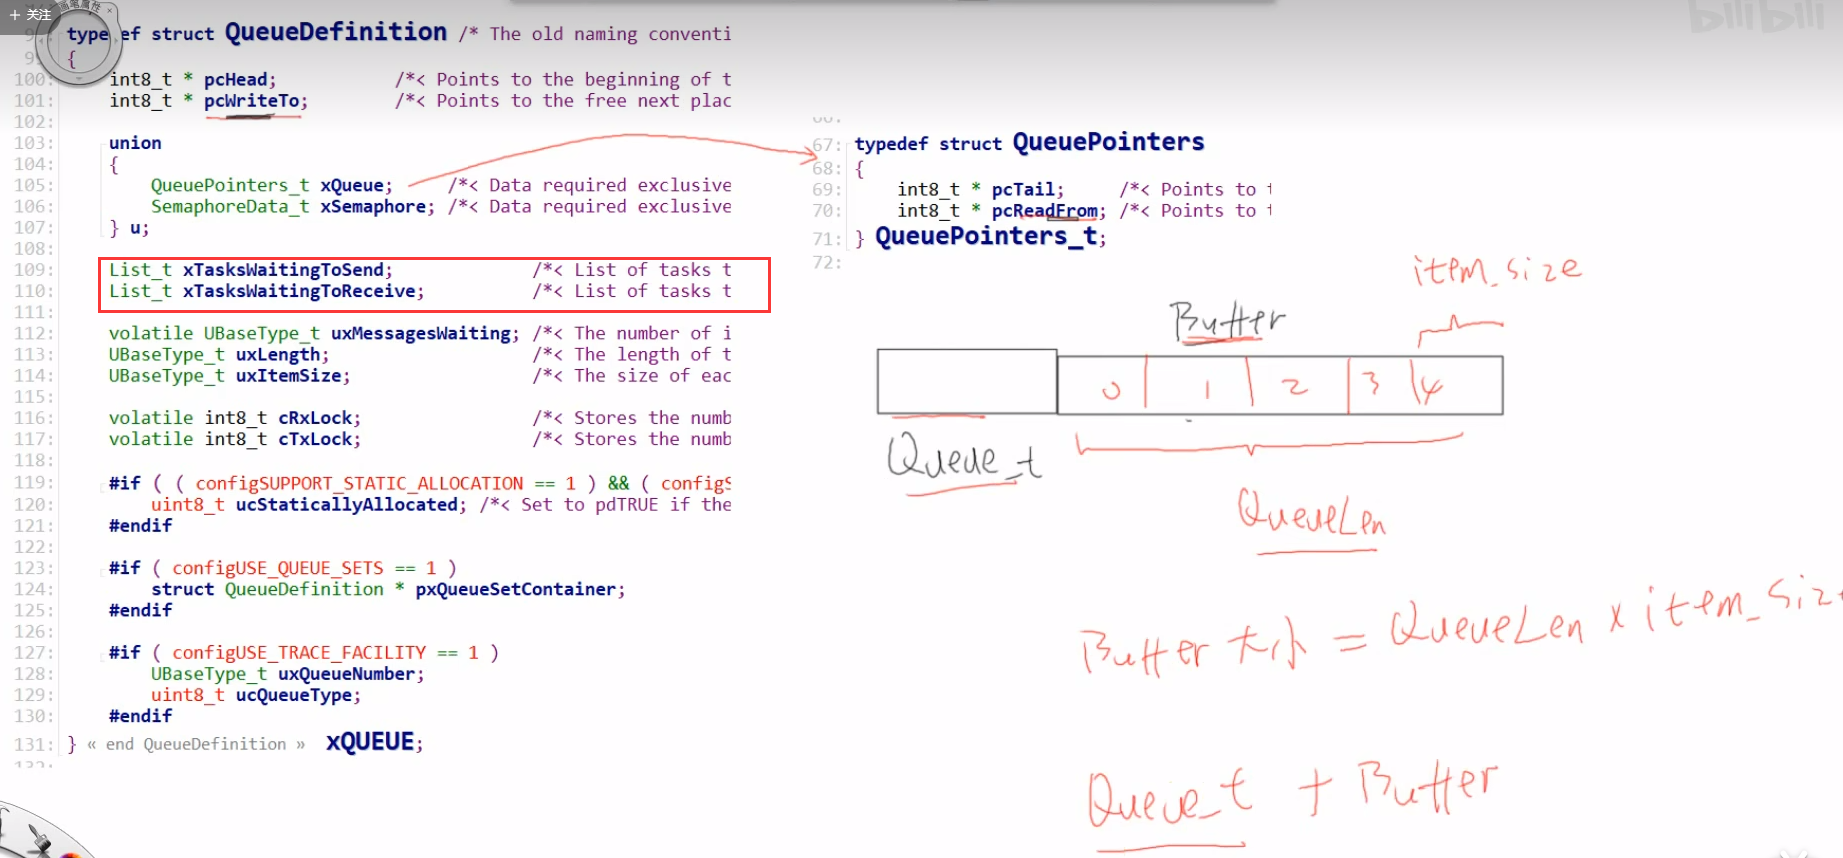 + 关注
bilibili
typedef struct QueueDefinition /* The old naming conventi
99: {
100: int8_t * pcHead; /*< Points to the beginning of t
101: int8_t * pcWriteTo; /*< Points to the free next plac
102:
103: union
104: {
105: QueuePointers_t xQueue; /*< Data required exclusive
106: SemaphoreData_t xSemaphore; /*< Data required exclusive
107: } u;
108:
109: List_t xTasksWaitingToSend; /*< List of tasks t
110: List_t xTasksWaitingToReceive; /*< List of tasks t
111:
112: volatile UBaseType_t uxMessagesWaiting; /*< The number of i
113: UBaseType_t uxLength; /*< The length of t
114: UBaseType_t uxItemSize; /*< The size of eac
115:
116: volatile int8_t cRxLock; /*< Stores the numb
117: volatile int8_t cTxLock; /*< Stores the numb
118:
119: #if ( ( configSUPPORT_STATIC_ALLOCATION == 1 ) && ( configS
120: uint8_t ucStaticallyAllocated; /*< Set to pdTRUE if the
121: #endif
122:
123: #if ( configUSE_QUEUE_SETS == 1 )
124: struct QueueDefinition * pxQueueSetContainer;
125: #endif
126:
127: #if ( configUSE_TRACE_FACILITY == 1 )
128: UBaseType_t uxQueueNumber;
129: uint8_t ucQueueType;
130: #endif
131: } « end QueueDefinition » xQUEUE;
132:
66:
67: typedef struct QueuePointers
68: {
69: int8_t * pcTail; /*< Points to t
70: int8_t * pcReadFrom; /*< Points to t
71: } QueuePointers_t;
72:
item_size
Buffer
0 1 2 3 4
Queue_t
QueueLen
Buffer 大小 = QueueLen x item_size
Queue_t + Buffer